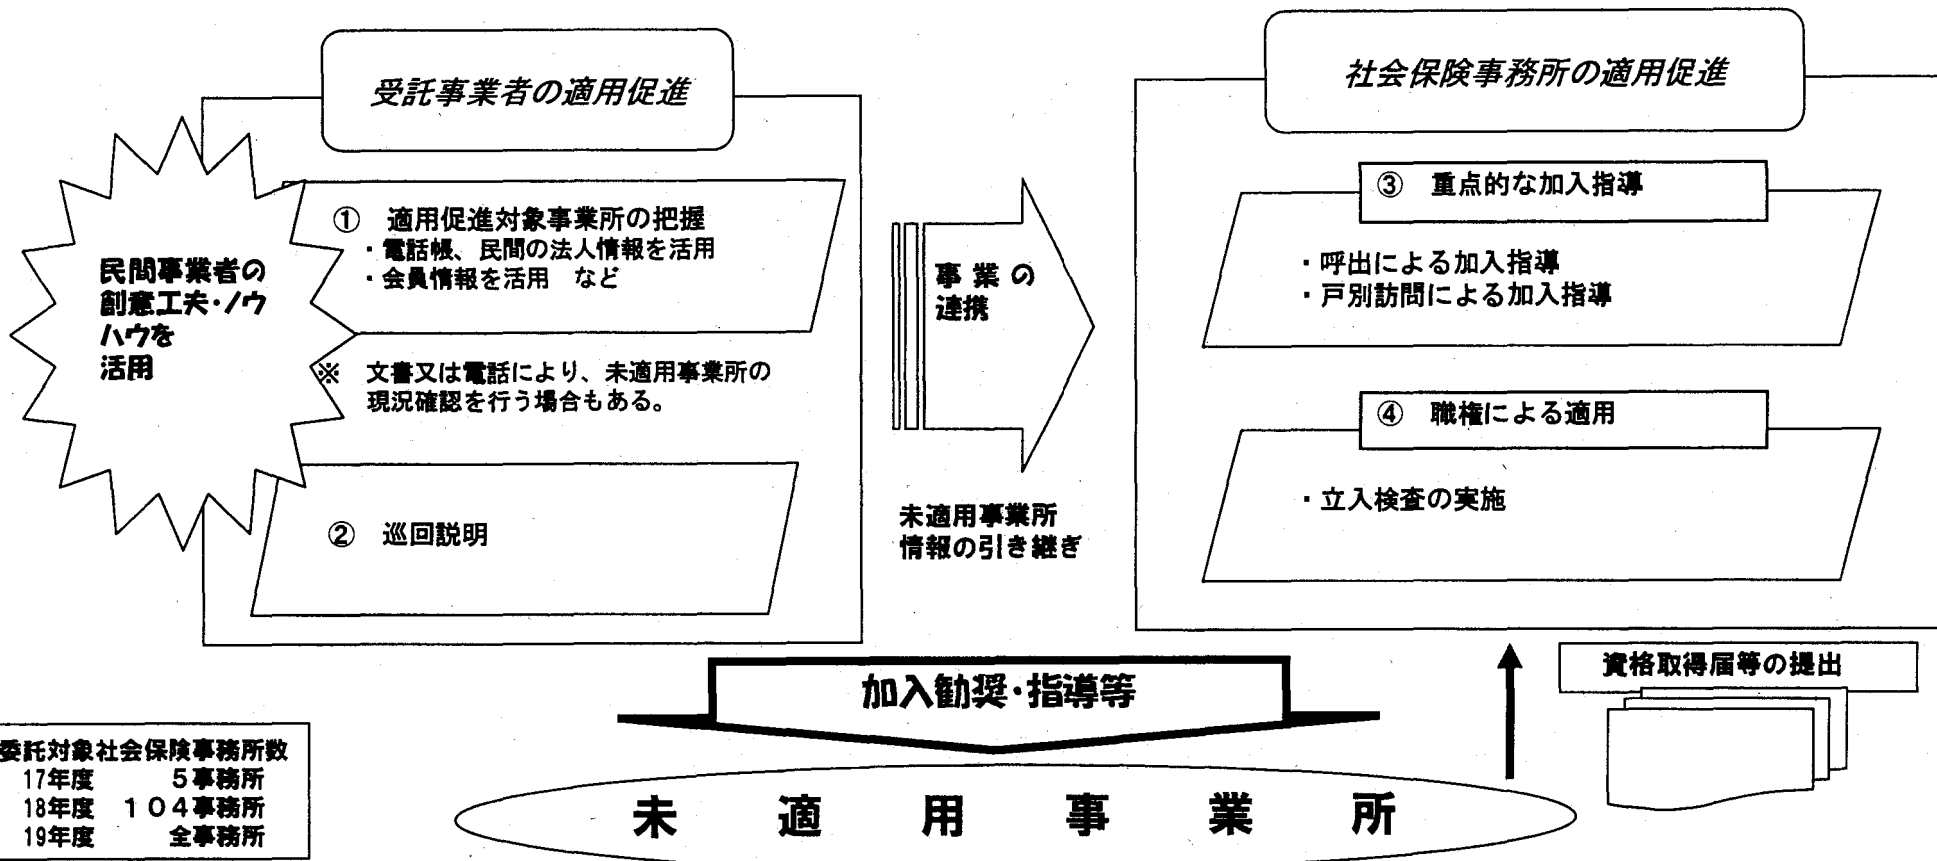 受託事業者の適用促進
民間事業者の
創意工夫・ノウ
ハウを
活用
① 適用促進対象事業所の把握
・電話帳、民間の法人情報を活用
・会員情報を活用 など
※ 文書又は電話により、未適用事業所の
現況確認を行う場合もある。
② 巡回説明
事業の
連携
未適用事業所
情報の引き継ぎ
社会保険事務所の適用促進
③ 重点的な加入指導
・呼出による加入指導
・戸別訪問による加入指導
④ 職権による適用
・立入検査の実施
加入勧奨・指導等
資格取得届等の提出
未適用事業所
委託対象社会保険事務所数
17年度 5事務所
18年度 104事務所
19年度 全事務所